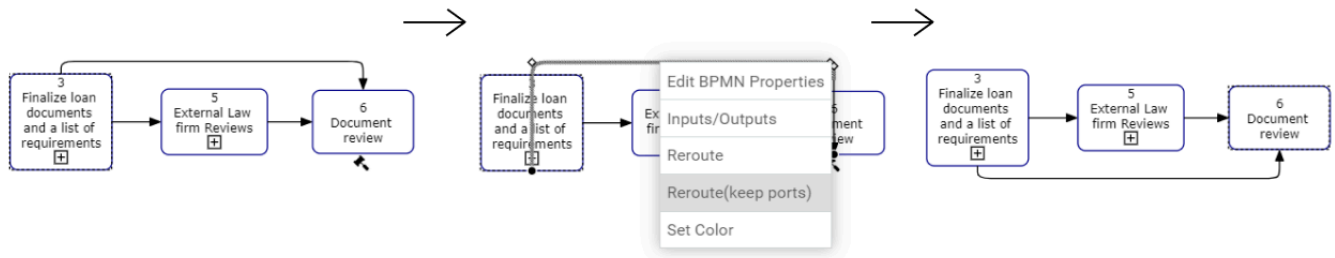 3
Finalize loan
documents
and a list of
requirements
5
External Law
firm Reviews
6
Document
review
3
Finalize loan
documents
and a list of
requirements
Edit BPMN Properties
Inputs/Outputs
Reroute
Reroute(keep ports)
Set Color
3
Finalize loan
documents
and a list of
requirements
5
External Law
firm Reviews
6
Document
review